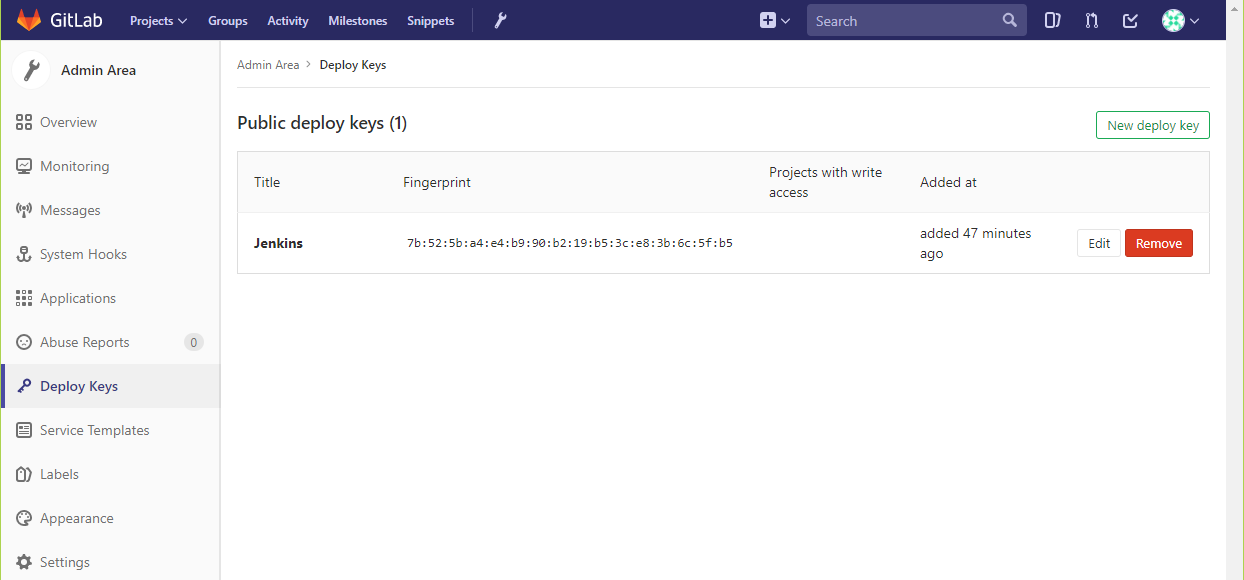 GitLab Projects Groups Activity Milestones Snippets Search
Admin Area
Overview
Monitoring
Messages
System Hooks
Applications
Abuse Reports 0
Deploy Keys
Service Templates
Labels
Appearance
Settings
Admin Area > Deploy Keys
Public deploy keys (1) New deploy key
Title Fingerprint Projects with write access Added at
Jenkins 7b:52:5b:a4:e4:b9:90:b2:19:b5:3c:e8:3b:6c:5f:b5 added 47 minutes ago Edit Remove